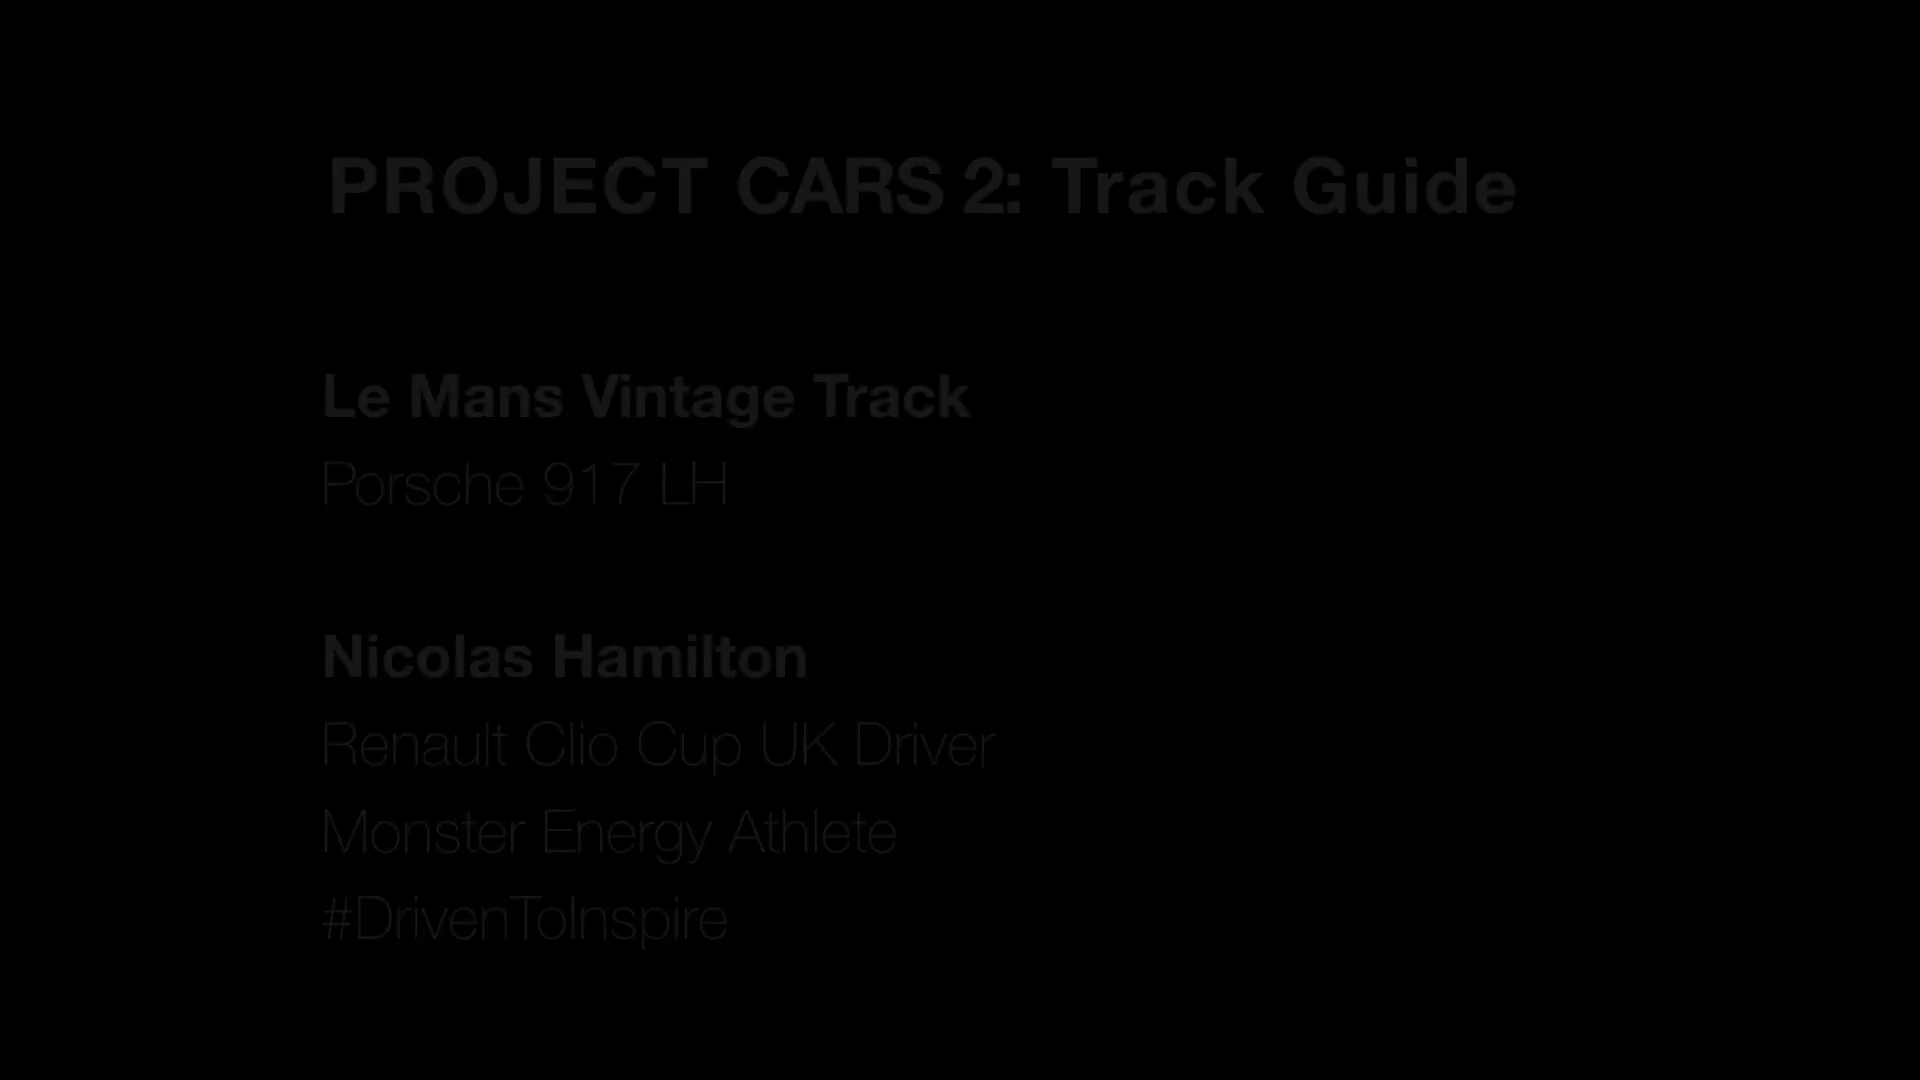 PROJECT CARS 2: Track Guide
Le Mans Vintage Track
Porsche 917 LH
Nicolas Hamilton
Renault Clio Cup UK Driver
Monster Energy Athlete
#DrivenToInspire